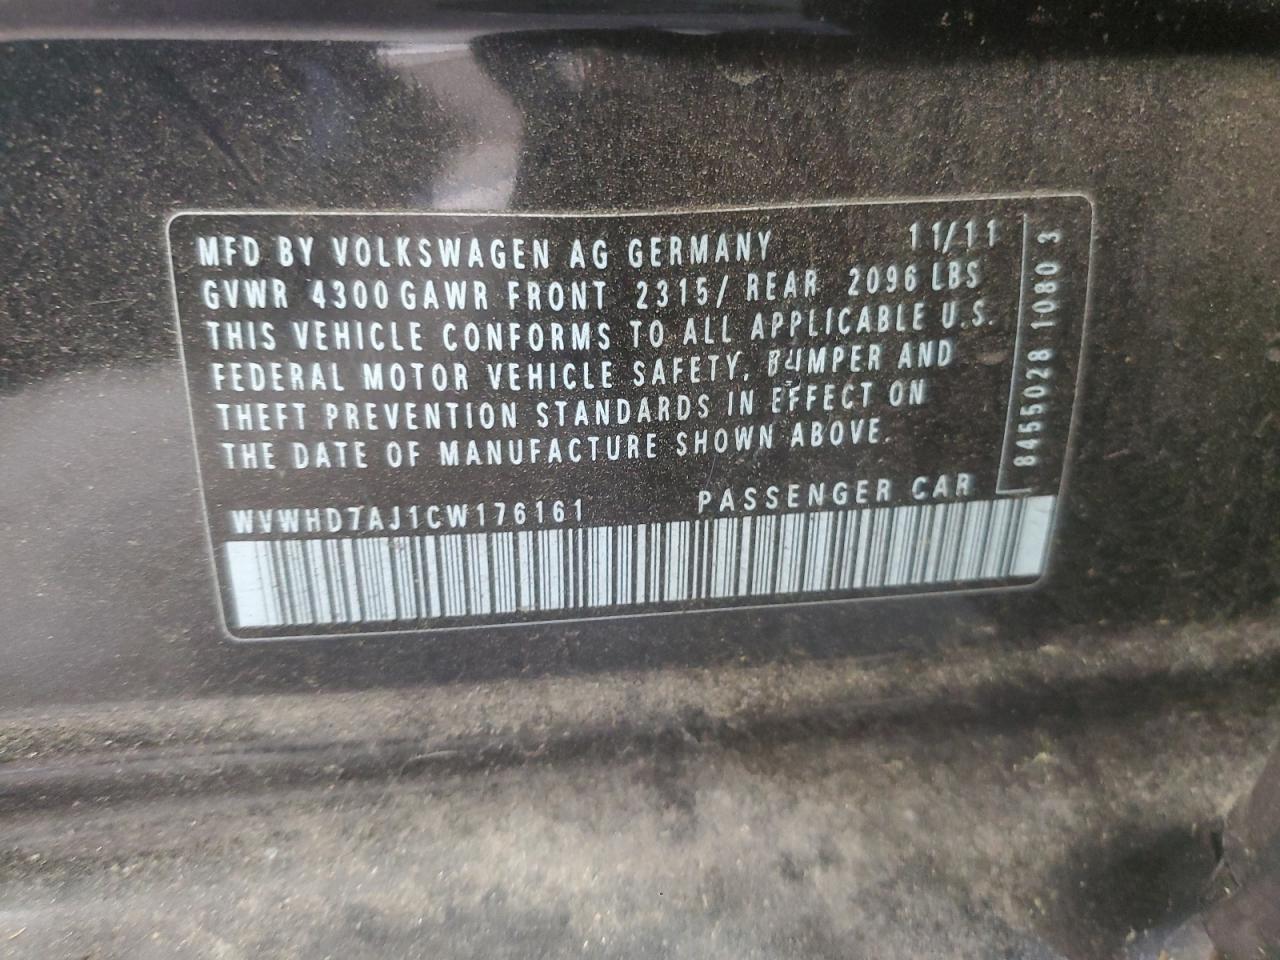 MFD BY VOLKSWAGEN AG GERMANY 11/11
GVWR 4300 GAWR FRONT 2315/ REAR 2096 LBS
THIS VEHICLE CONFORMS TO ALL APPLICABLE U.S.
FEDERAL MOTOR VEHICLE SAFETY, BUMPER AND
THEFT PREVENTION STANDARDS IN EFFECT ON
THE DATE OF MANUFACTURE SHOWN ABOVE.
WVWHD7AJ1CW176161 PASSENGER CAR
8455028 1080 3